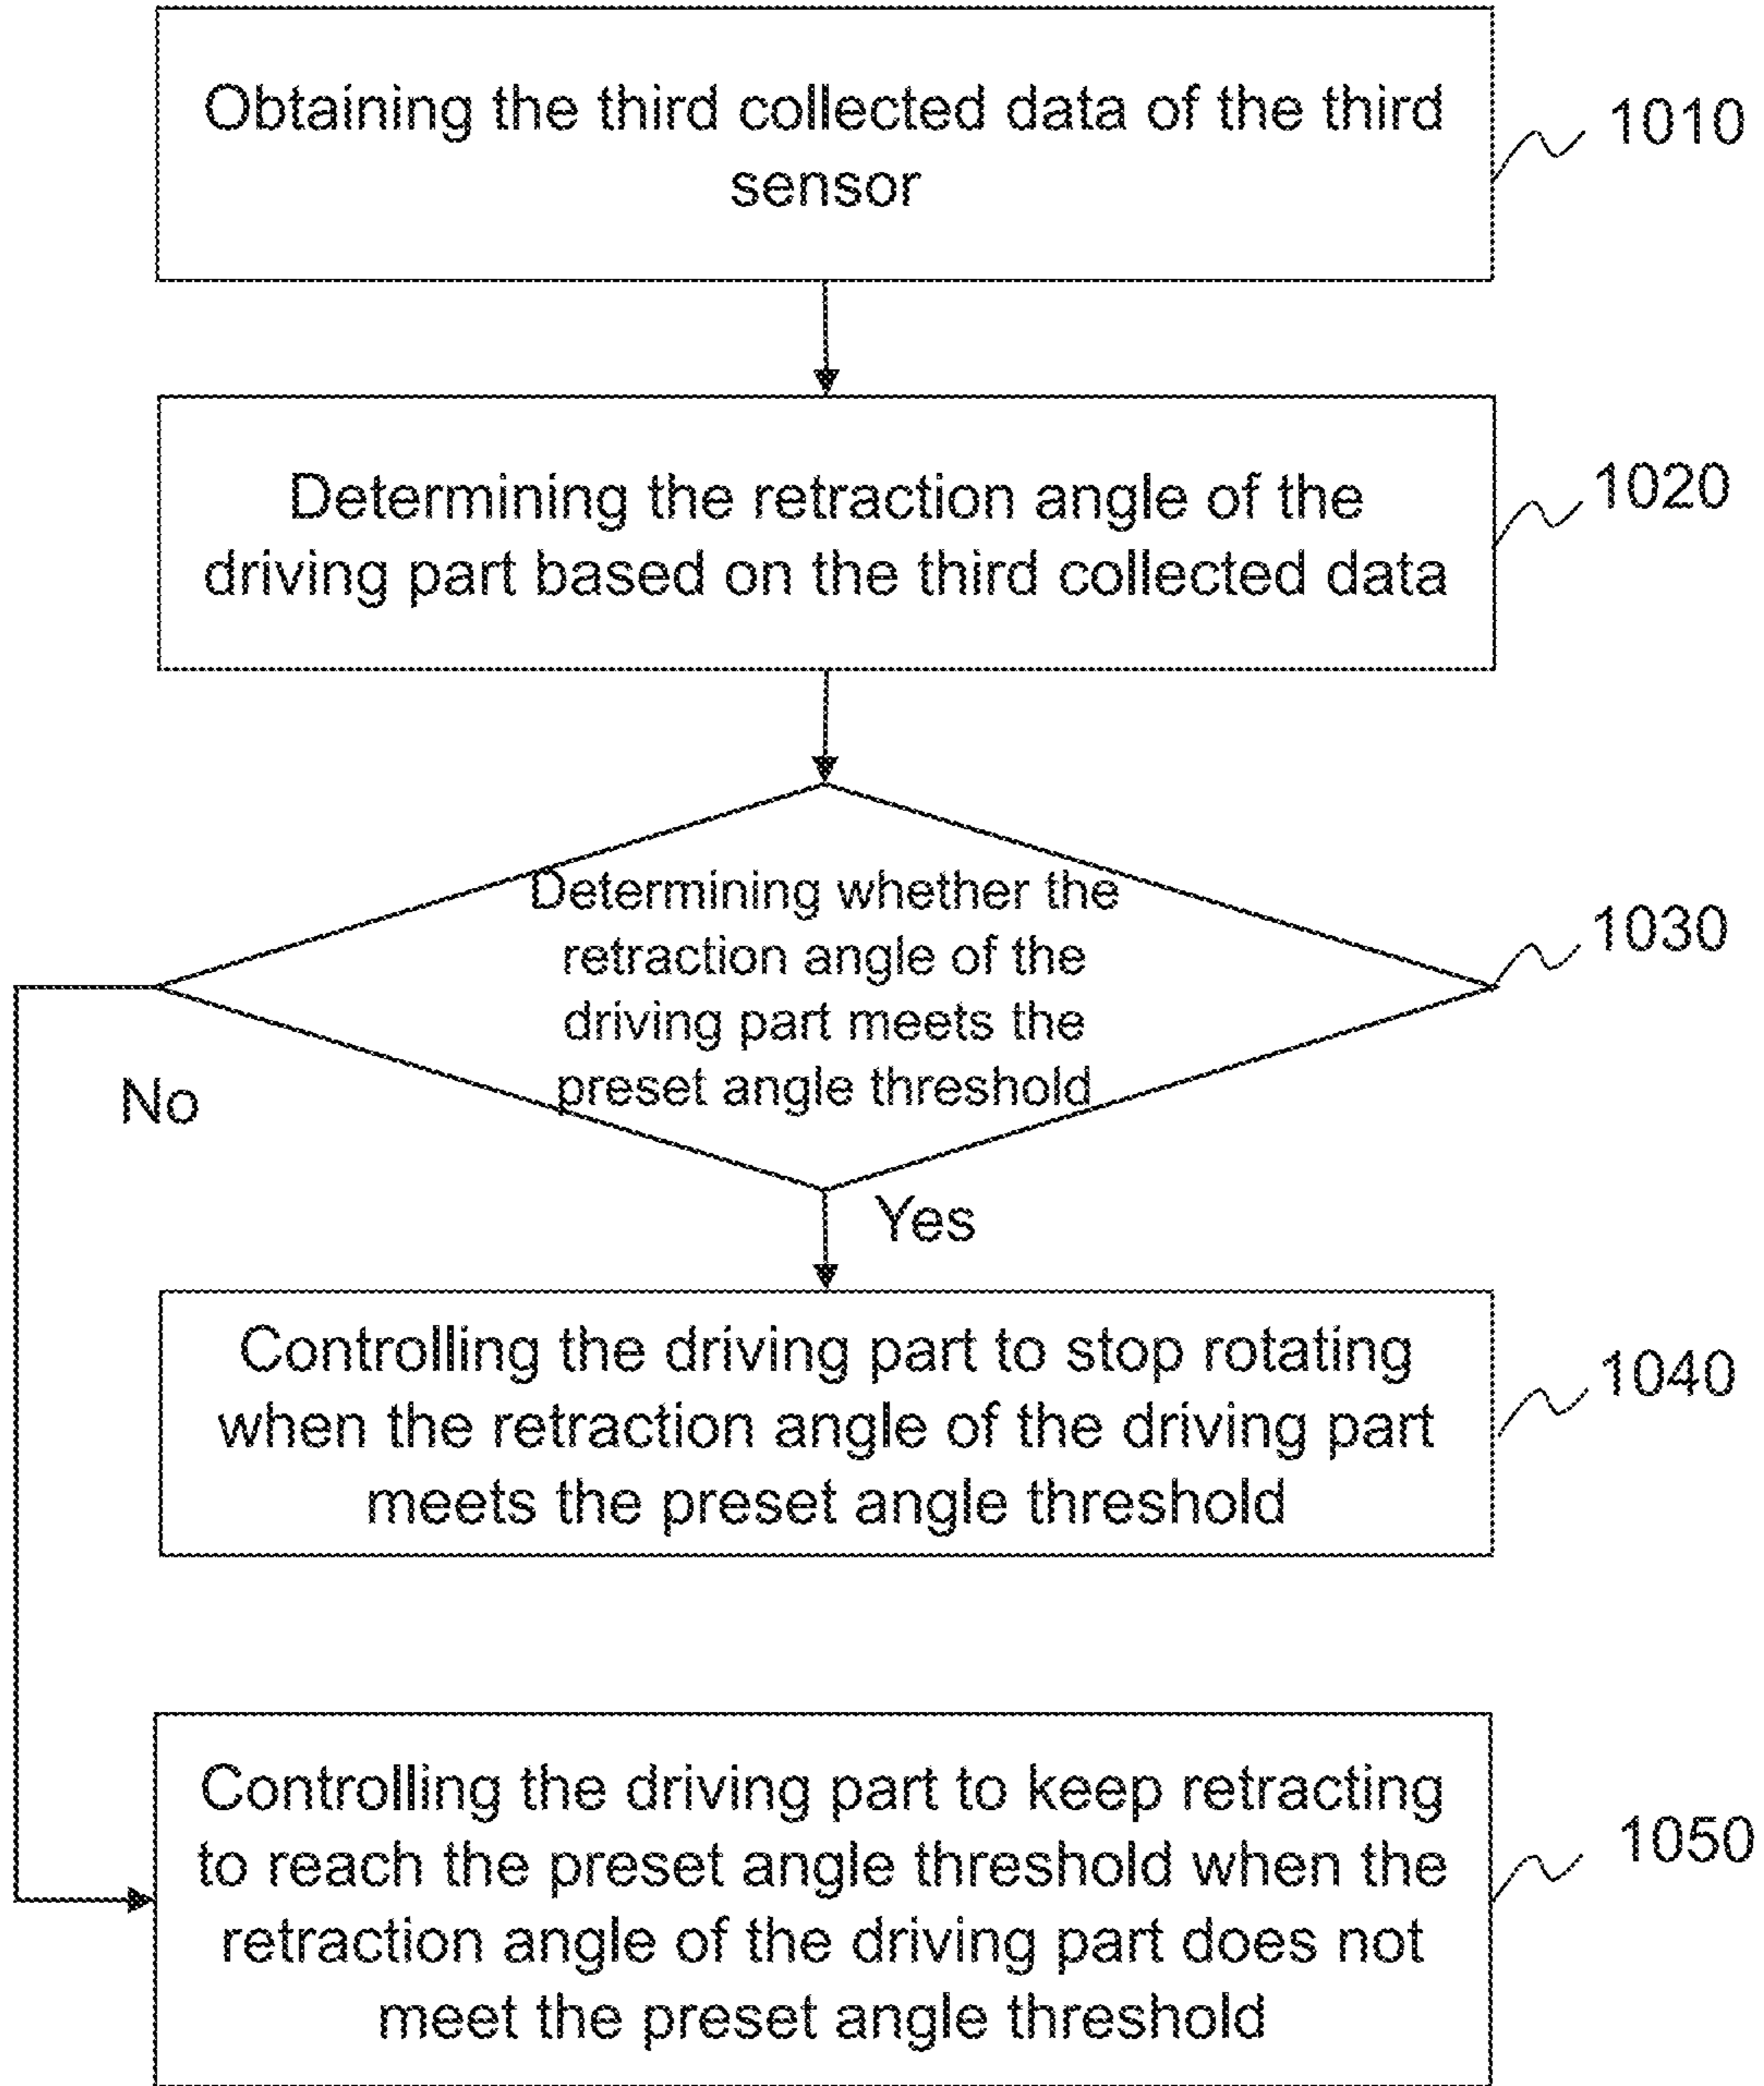 Obtaining the third collected data of the third
sensor
1010
Determining the retraction angle of the
driving part based on the third collected data
1020
Determining whether the
retraction angle of the
driving part meets the
preset angle threshold
1030
No
Yes
Controlling the driving part to stop rotating
when the retraction angle of the driving part
meets the preset angle threshold
1040
Controlling the driving part to keep retracting
to reach the preset angle threshold when the
retraction angle of the driving part does not
meet the preset angle threshold
1050